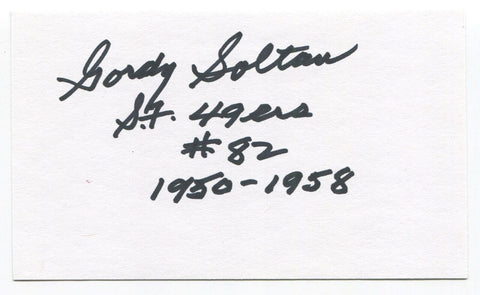 Gordy Soltau
S.F. 49ers
# 82
1950-1958